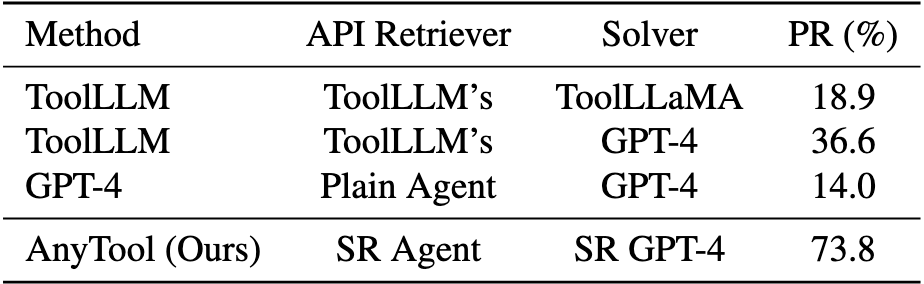 Method API Retriever Solver PR (%)
ToolLLM ToolLLM's ToolLLaMA 18.9
ToolLLM ToolLLM's GPT-4 36.6
GPT-4 Plain Agent GPT-4 14.0
AnyTool (Ours) SR Agent SR GPT-4 73.8